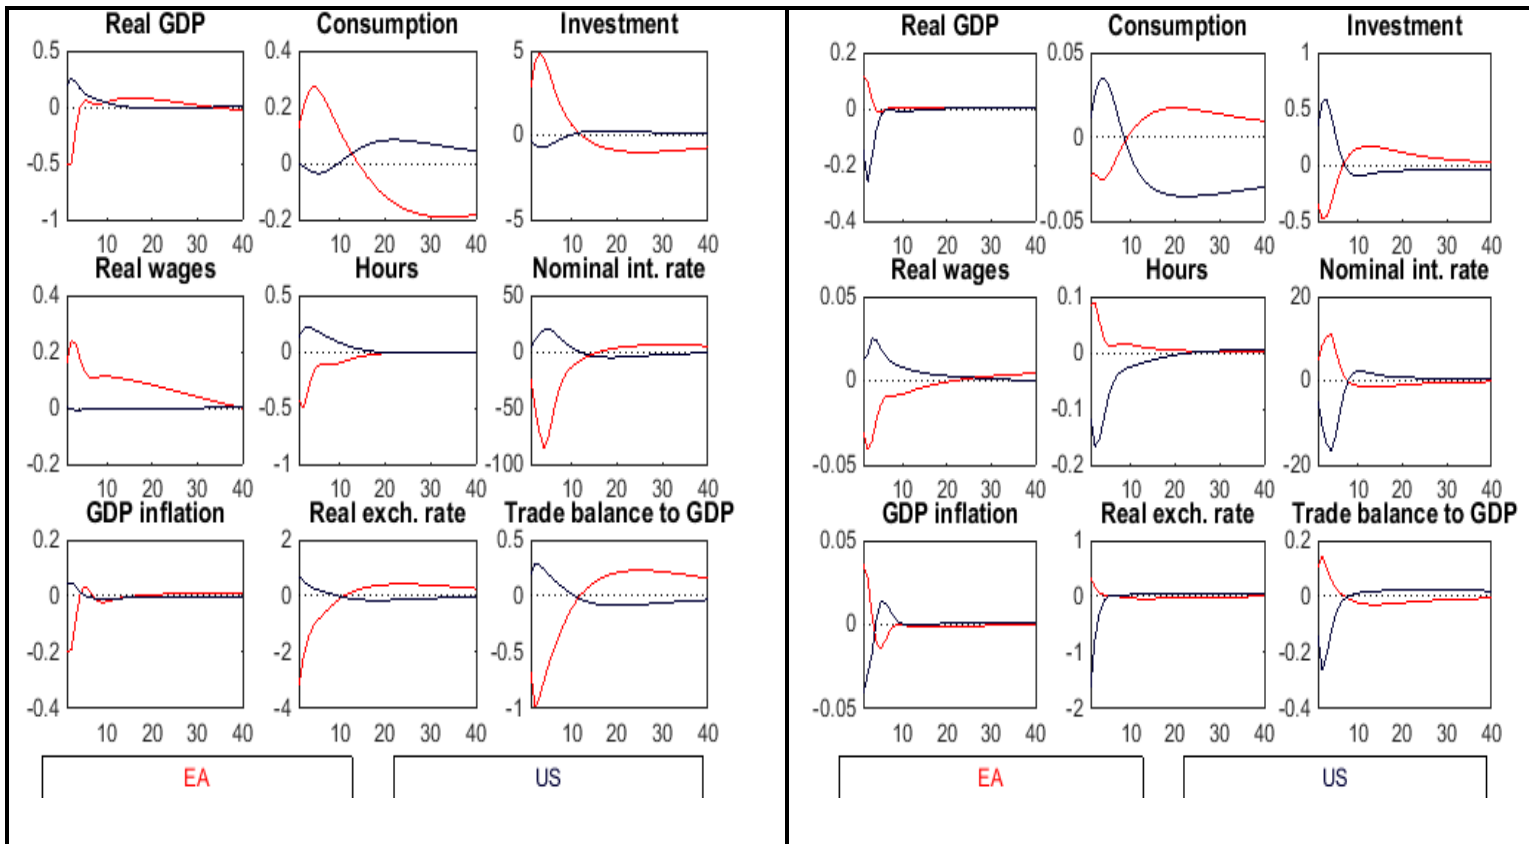 Real GDP Consumption Investment
0.5 0.4 5
0 0.2 0
-0.5 0
-1 -0.2 -5
10 20 30 40 10 20 30 40 10 20 30 40
Real wages Hours Nominal int. rate
0.4 0.5 50
0.2 0 0
0 -0.5 -50
-0.2 -1 -100
10 20 30 40 10 20 30 40 10 20 30 40
GDP inflation Real exch. rate Trade balance to GDP
0.2 2 0.5
0 0 0
-0.2 -2 -0.5
-0.4 -4 -1
10 20 30 40 10 20 30 40 10 20 30 40
EA US
Real GDP Consumption Investment
0.2 0.05 1
0 0 0.5
-0.2 0
-0.4 -0.05 -0.5
10 20 30 40 10 20 30 40 10 20 30 40
Real wages Hours Nominal int. rate
0.05 0.1 20
0 0 0
-0.1
-0.05 -0.2 -20
10 20 30 40 10 20 30 40 10 20 30 40
GDP inflation Real exch. rate Trade balance to GDP
0.05 1 0.2
0 0 0
-1 -0.2
-0.05 -2 -0.4
10 20 30 40 10 20 30 40 10 20 30 40
EA US